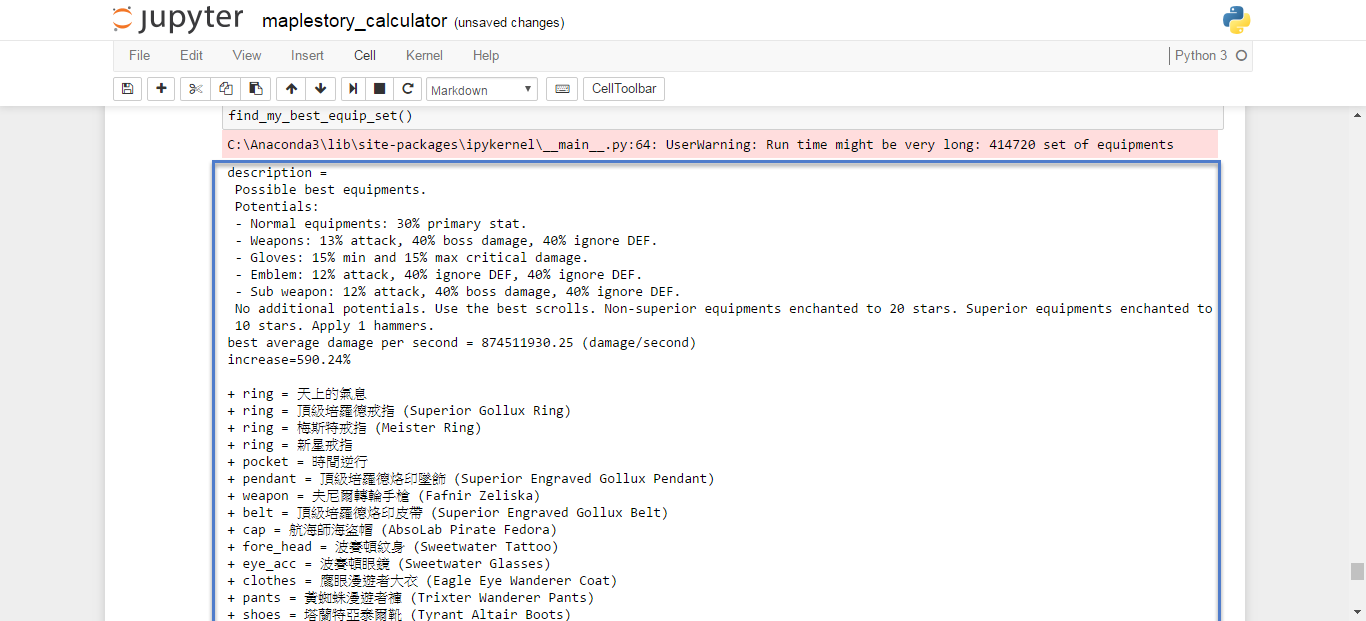 jupyter maplestory_calculator (unsaved changes)
File Edit View Insert Cell Kernel Help Python 3
Markdown CellToolbar
find_my_best_equip_set()
C:\Anaconda3\lib\site-packages\ipykernel\__main__.py:64: UserWarning: Run time might be very long: 414720 set of equipments
description =
Possible best equipments.
Potentials:
- Normal equipments: 30% primary stat.
- Weapons: 13% attack, 40% boss damage, 40% ignore DEF.
- Gloves: 15% min and 15% max critical damage.
- Emblem: 12% attack, 40% ignore DEF, 40% ignore DEF.
- Sub weapon: 12% attack, 40% boss damage, 40% ignore DEF.
No additional potentials. Use the best scrolls. Non-superior equipments enchanted to 20 stars. Superior equipments enchanted to
10 stars. Apply 1 hammers.
best average damage per second = 874511930.25 (damage/second)
increase=590.24%
+ ring = 天上的氣息
+ ring = 頂級培羅德戒指 (Superior Gollux Ring)
+ ring = 梅斯特戒指 (Meister Ring)
+ ring = 新星戒指
+ pocket = 時間逆行
+ pendant = 頂級培羅德烙印墜飾 (Superior Engraved Gollux Pendant)
+ weapon = 夫尼爾轉輪手槍 (Fafnir Zeliska)
+ belt = 頂級培羅德烙印皮帶 (Superior Engraved Gollux Belt)
+ cap = 航海師海盜帽 (AbsoLab Pirate Fedora)
+ fore_head = 波賽頓紋身 (Sweetwater Tattoo)
+ eye_acc = 波賽頓眼鏡 (Sweetwater Glasses)
+ clothes = 鷹眼漫遊者大衣 (Eagle Eye Wanderer Coat)
+ pants = 黃蜘蛛漫遊者褲 (Trixter Wanderer Pants)
+ shoes = 塔蘭特亞泰爾靴 (Tyrant Altair Boots)